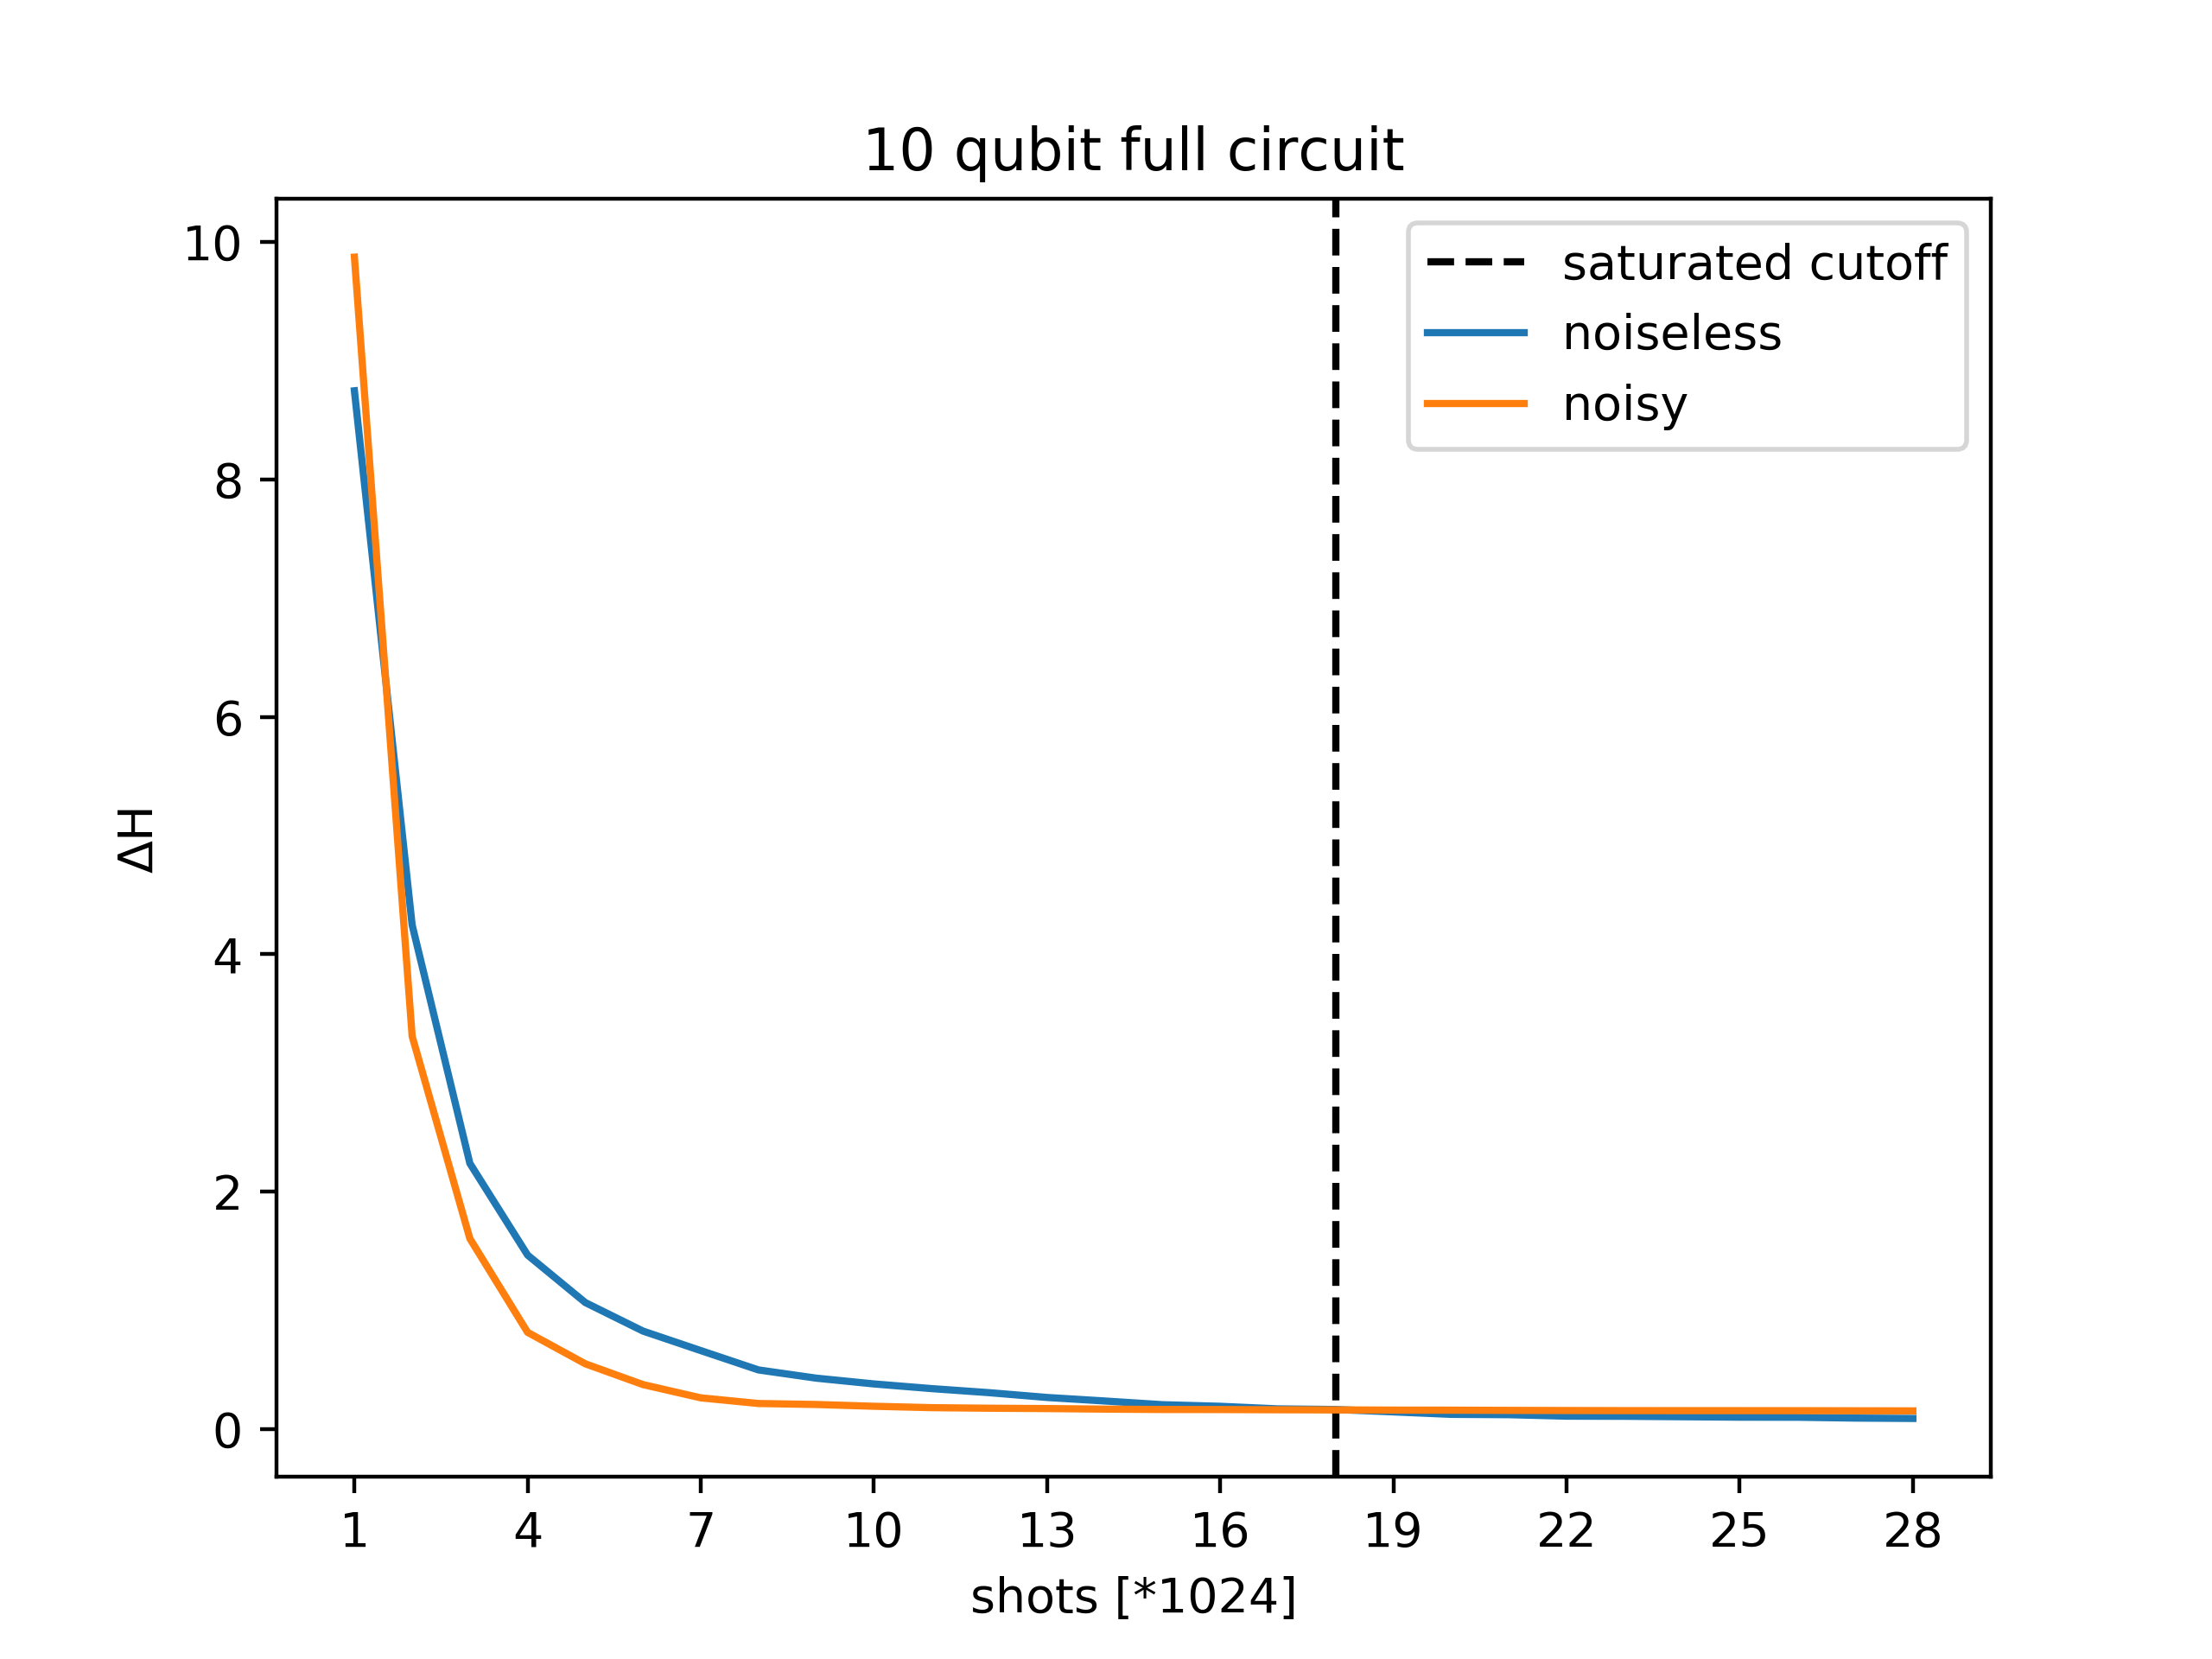 10 qubit full circuit
10
8
6
4
2
0
ΔH
saturated cutoff
noiseless
noisy
1 4 7 10 13 16 19 22 25 28
shots [*1024]